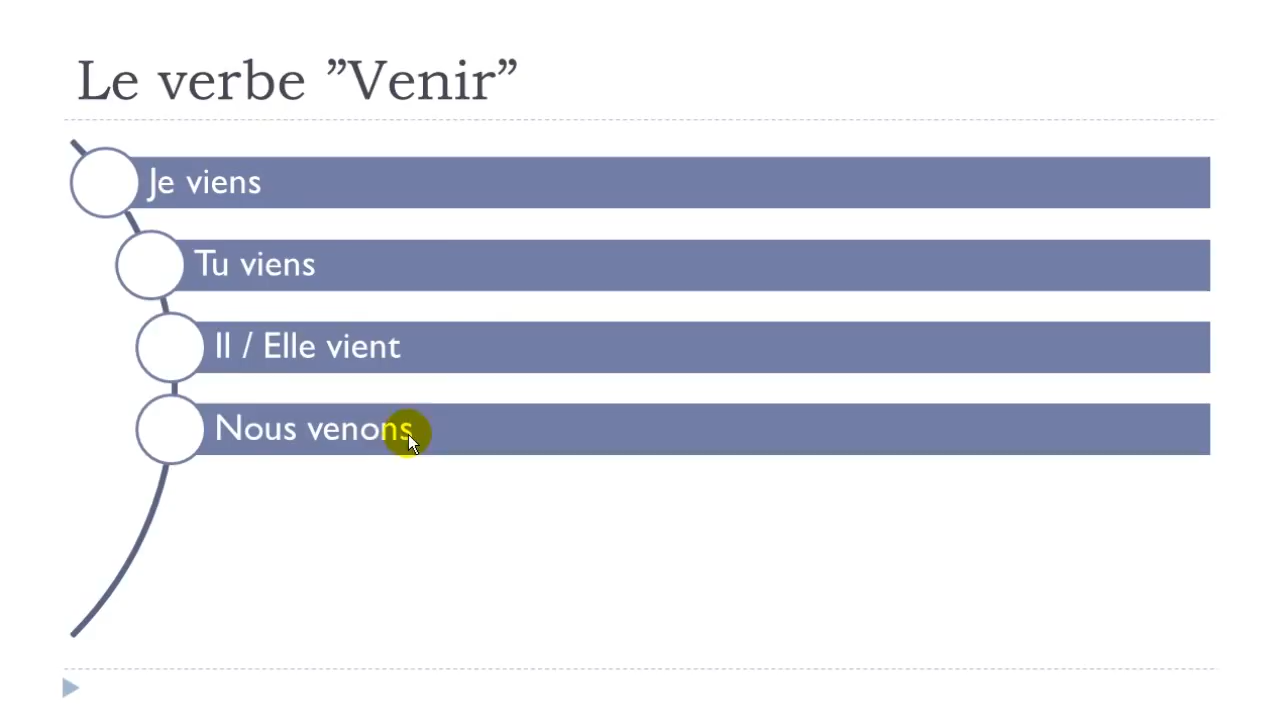 Le verbe ”Venir”
Je viens
Tu viens
Il / Elle vient
Nous venons